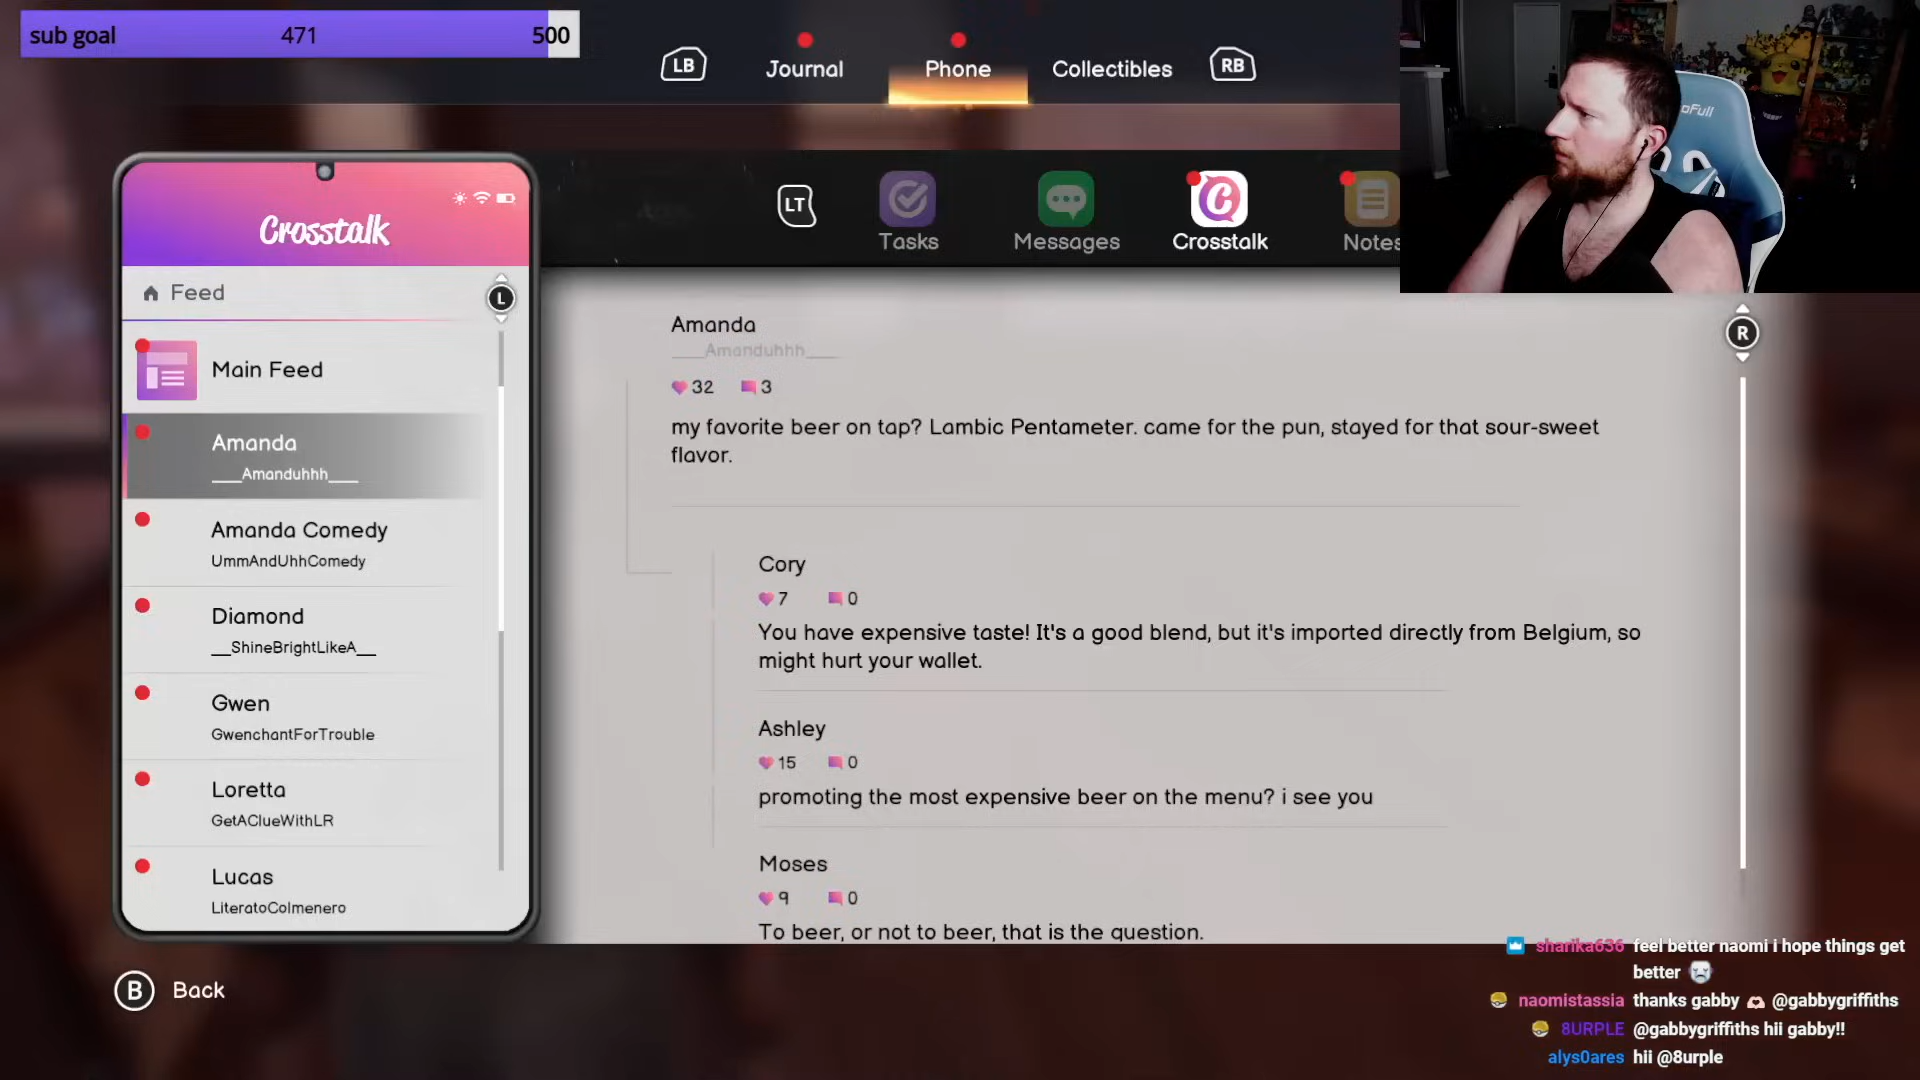 sub goal 471 500
LB Journal Phone Collectibles RB
oFull
Crosstalk
LT Tasks Messages Crosstalk Notes
Feed L
Main Feed
Amanda
____Amanduhhh____
Amanda Comedy
UmmAndUhhComedy
Diamond
__ShineBrightLikeA__
Gwen
GwenchantForTrouble
Loretta
GetAClueWithLR
Lucas
LiteratoColmenero
R
Amanda
____Amanduhhh____
32 3
my favorite beer on tap? Lambic Pentameter. came for the pun, stayed for that sour-sweet
flavor.
Cory
7 0
You have expensive taste! It's a good blend, but it's imported directly from Belgium, so
might hurt your wallet.
Ashley
15 0
promoting the most expensive beer on the menu? i see you
Moses
9 0
To beer, or not to beer, that is the question.
B Back
sharika636 feel better naomi i hope things get
better
naomistassia thanks gabby @gabbygriffiths
8URPLE @gabbygriffiths hii gabby!!
alys0ares hii @8urple